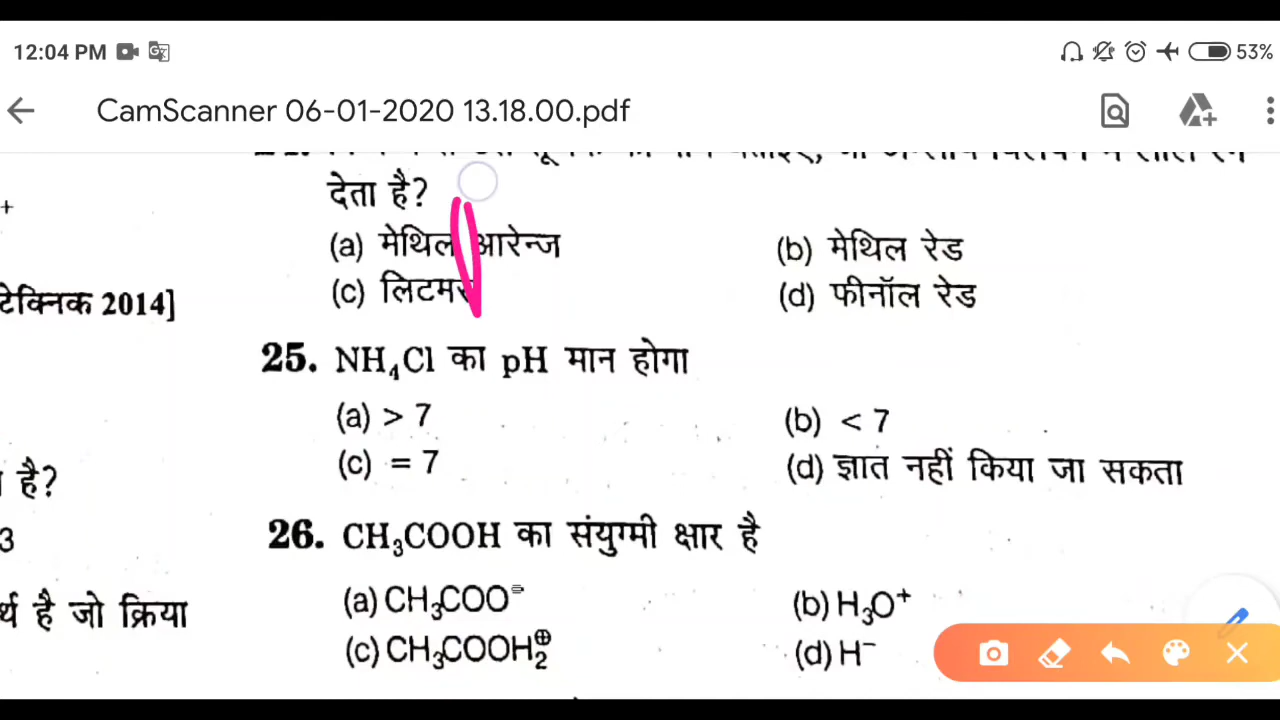 12:04 PM
53%
CamScanner 06-01-2020 13.18.00.pdf
देता है?
(a) मेथिल आरेन्ज (b) मेथिल रेड
(c) लिटमस (d) फीनॉल रेड
टेक्निक 2014]
25. NH₄Cl का pH मान होगा
(a) > 7 (b) < 7
(c) = 7 (d) ज्ञात नहीं किया जा सकता
है?
26. CH₃COOH का संयुग्मी क्षार है
3
(a) CH₃COO⁻ (b) H₃O⁺
र्थ है जो क्रिया
(c) CH₃COOH₂⊕ (d) H⁻